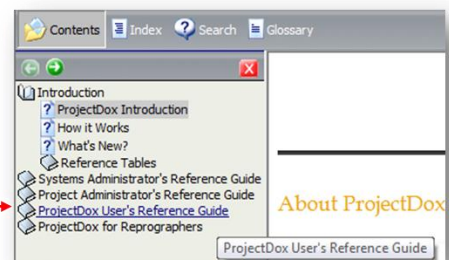 Contents Index Search Glossary
Introduction
ProjectDox Introduction
How it Works
What's New?
Reference Tables
Systems Administrator's Reference Guide
Project Administrator's Reference Guide
ProjectDox User's Reference Guide
ProjectDox for Reprographers
About ProjectDox
ProjectDox User's Reference Guide